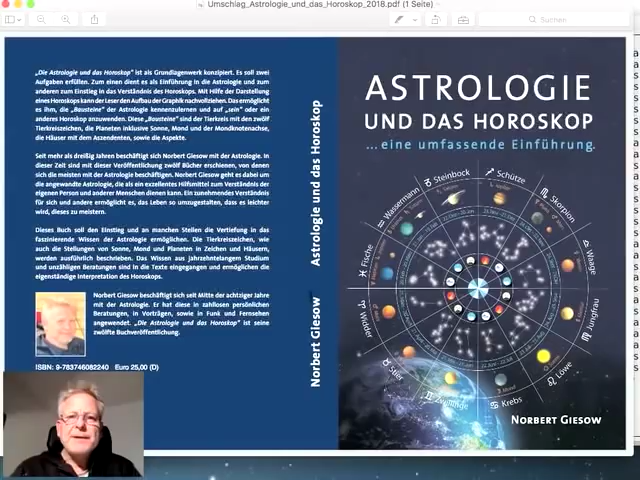 Umschlag_Astrologie_und_das_Horoskop_2018.pdf (1 Seite)
Suchen
„Die Astrologie und das Horoskop" ist als Grundlagenwerk konzipiert. Es soll zwei
Aufgaben erfüllen. Zum einen dient es als Einführung in die Astrologie und zum
anderen zum Einstieg in das Verständnis des Horoskops. Mit Hilfe der Darstellung
eines Horoskops kann der Leser den Aufbau der Graphik nachvollziehen. Das ermöglicht
es ihm, die „Bausteine" der Astrologie kennenzulernen und auf „sein" oder ein
anderes Horoskop anzuwenden. Diese „Bausteine" sind der Tierkreis mit den zwölf
Tierkreiszeichen, die Planeten inklusive Sonne, Mond und der Mondknotenachse,
die Häuser mit dem Aszendenten, sowie die Aspekte.
Seit mehr als dreißig Jahren beschäftigt sich Norbert Giesow mit der Astrologie. In
dieser Zeit sind mit dieser Veröffentlichung zwölf Bücher erschienen, von denen
sich die meisten mit der Astrologie beschäftigen. Norbert Giesow geht es dabei um
die angewandte Astrologie, die als ein exzellentes Hilfsmittel zum Verständnis der
eigenen Person und anderer Menschen dienen kann. Ein zunehmendes Verständnis
für sich und andere ermöglicht es, das Leben so umzugestalten, dass es leichter
wird, dieses zu meistern.
Dieses Buch soll den Einstieg und an manchen Stellen die Vertiefung in das
faszinierende Wissen der Astrologie ermöglichen. Die Tierkreiszeichen, wie
auch die Stellungen von Sonne, Mond und Planeten in Zeichen und Häusern,
werden ausführlich beschrieben. Das Wissen aus jahrzehntelangem Studium
und unzähligen Beratungen sind in die Texte eingegangen und ermöglichen die
eigenständige Interpretation des Horoskops.
Norbert Giesow beschäftigt sich seit Mitte der achtziger Jahre
mit der Astrologie. Er hat diese in zahllosen persönlichen
Beratungen, in Vorträgen, sowie in Funk und Fernsehen
angewendet. „Die Astrologie und das Horoskop" ist seine
zwölfte Buchveröffentlichung.
ISBN: 9-783746082240 Euro 25,00 (D)
Norbert Giesow Astrologie und das Horoskop
ASTROLOGIE
UND DAS HOROSKOP
...eine umfassende Einführung.
Steinbock
Schütze
Skorpion
Waage
Jungfrau
Löwe
Krebs
Zwillinge
Stier
Widder
Fische
Wassermann
NORBERT GIESOW